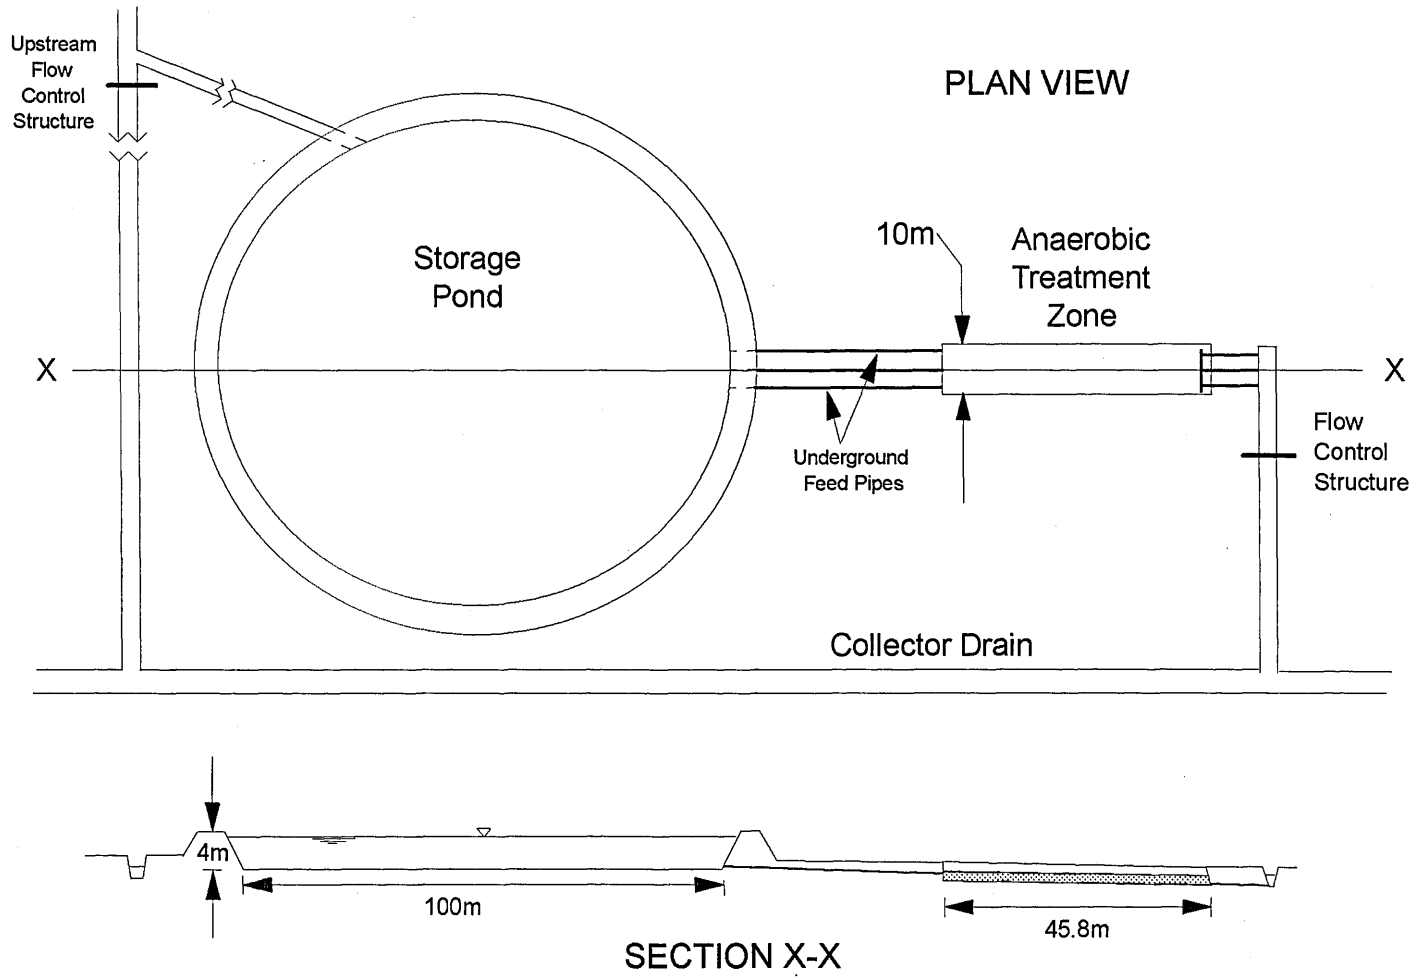 Upstream
Flow
Control
Structure
PLAN VIEW
Storage
Pond
10m
Anaerobic
Treatment
Zone
X
X
Underground
Feed Pipes
Flow
Control
Structure
Collector Drain
4m
100m
45.8m
SECTION X-X